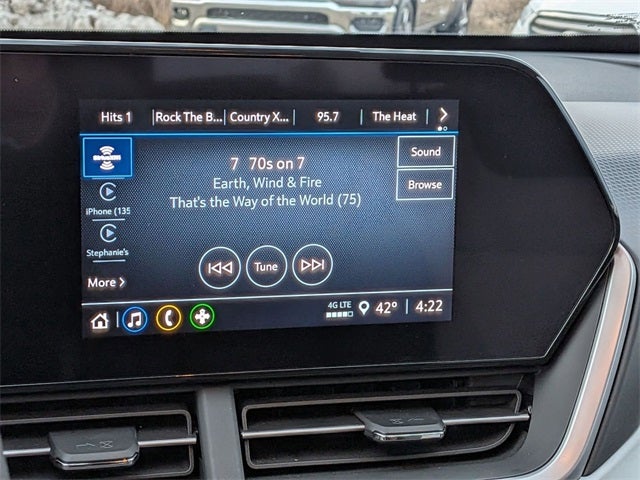 Hits 1 Rock The B... Country X... 95.7 The Heat
SiriusXM
7 70s on 7
Sound
Earth, Wind & Fire
Browse
That's the Way of the World (75)
iPhone (135
Stephanie's
Tune
More
4G LTE
42° 4:22